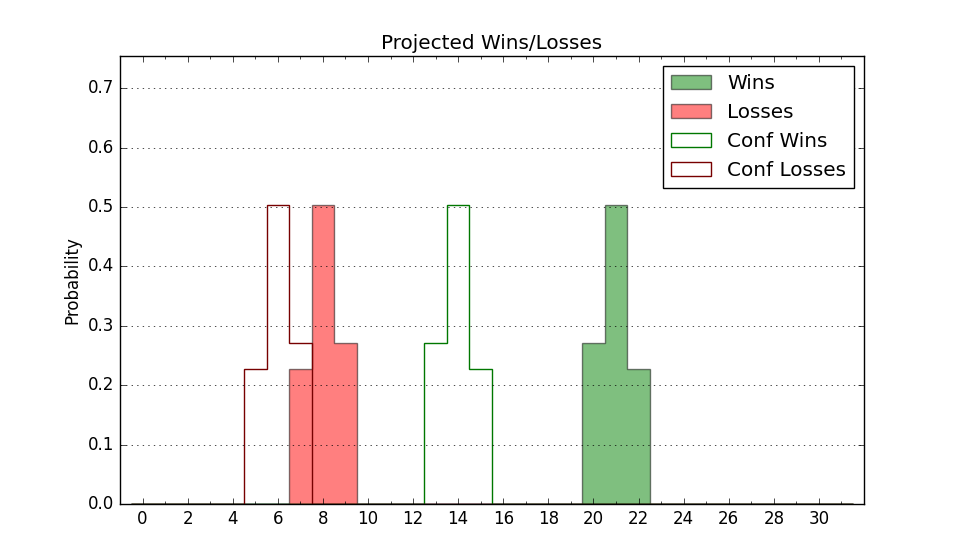 Projected Wins/Losses
Wins
Losses
Conf Wins
Conf Losses
Probability
0.7
0.6
0.5
0.4
0.3
0.2
0.1
0.0
0 2 4 6 8 10 12 14 16 18 20 22 24 26 28 30